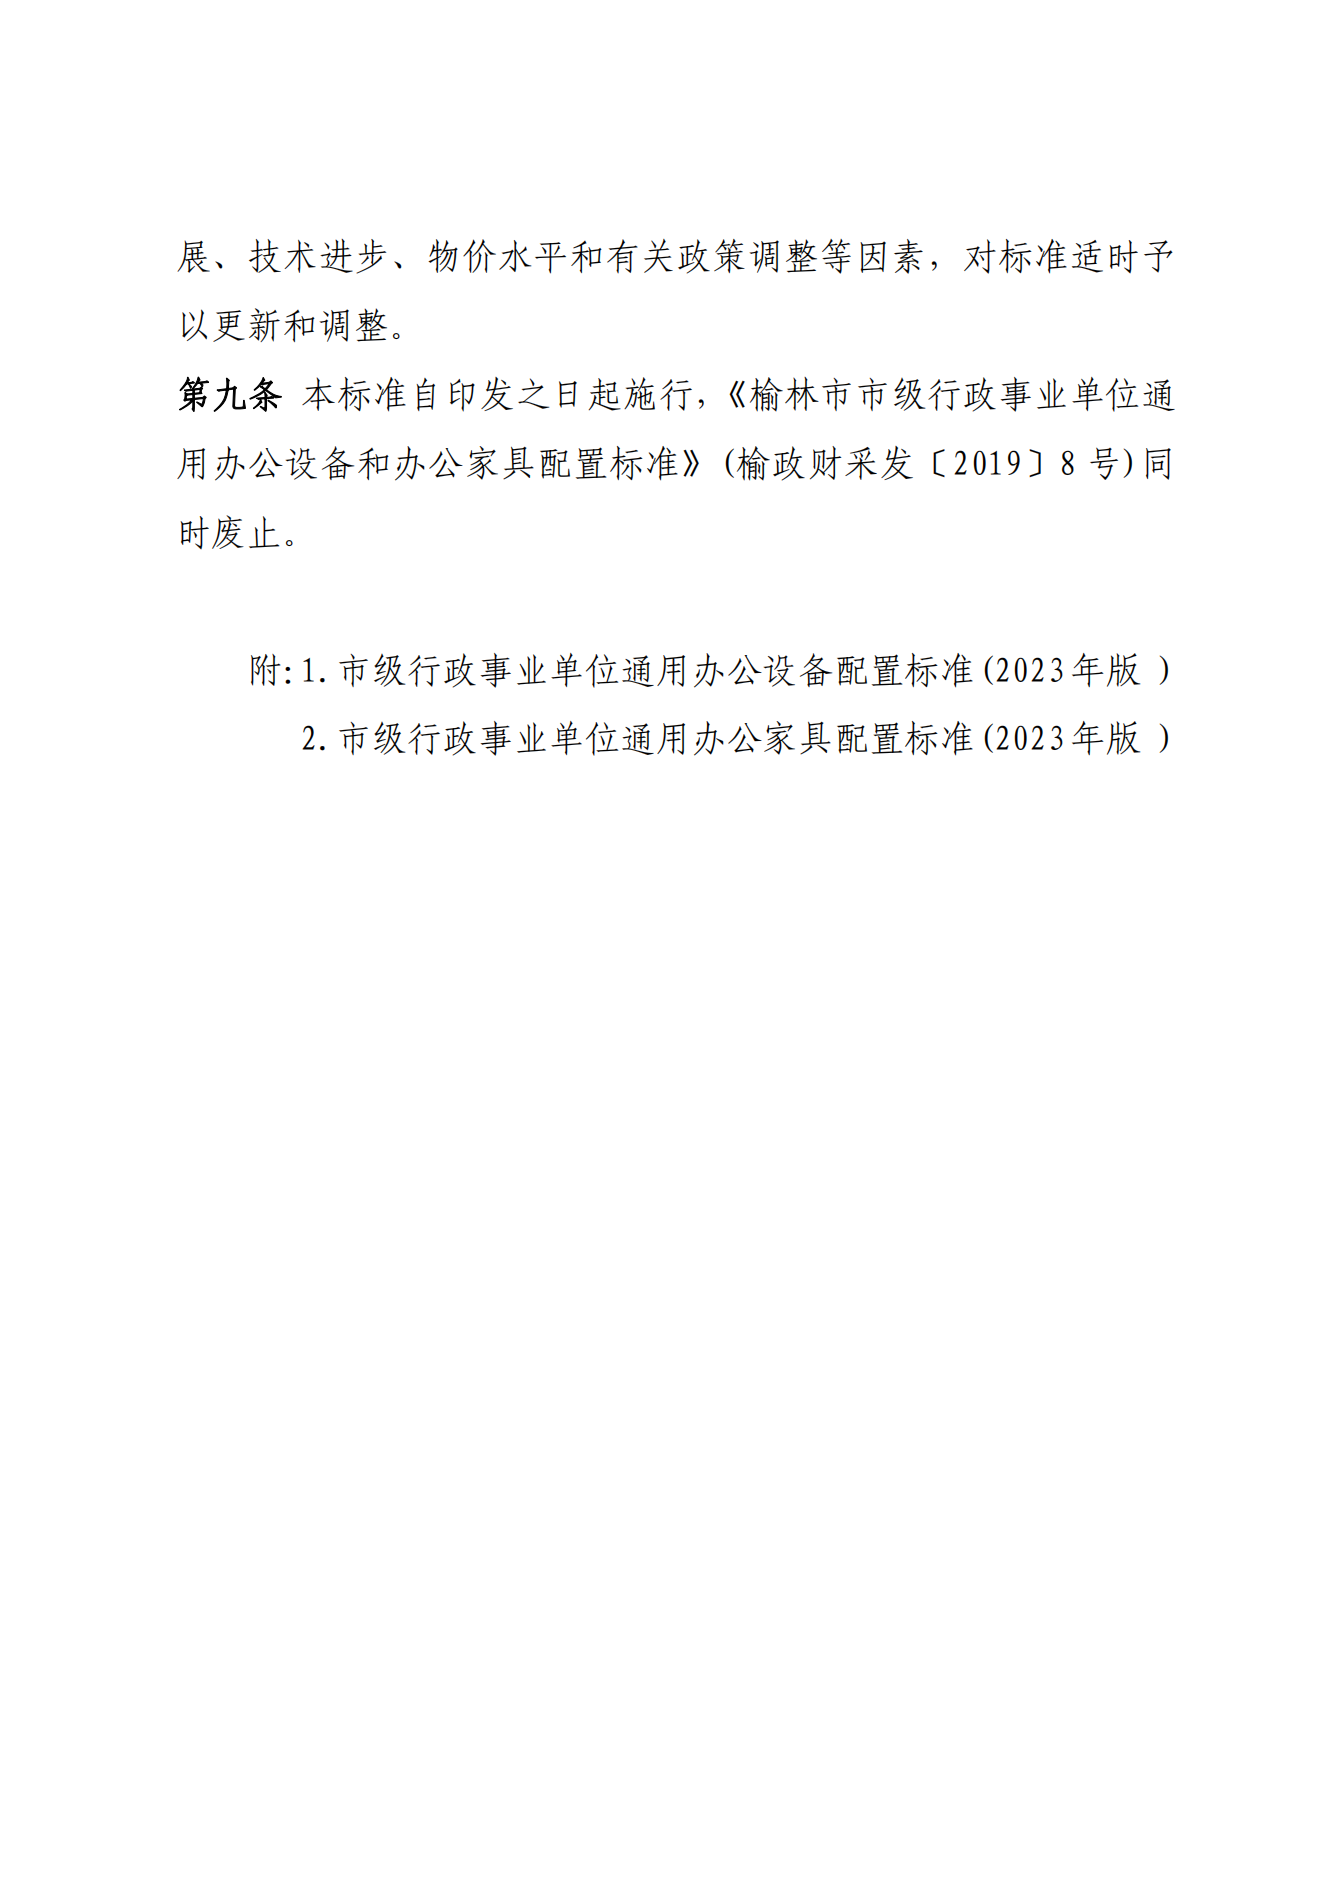 展、技术进步、物价水平和有关政策调整等因素，对标准适时予
以更新和调整。
第九条 本标准自印发之日起施行，《榆林市市级行政事业单位通
用办公设备和办公家具配置标准》(榆政财采发〔2019〕8 号)同
时废止。
附:1.市级行政事业单位通用办公设备配置标准(2023年版 )
2.市级行政事业单位通用办公家具配置标准(2023年版 )